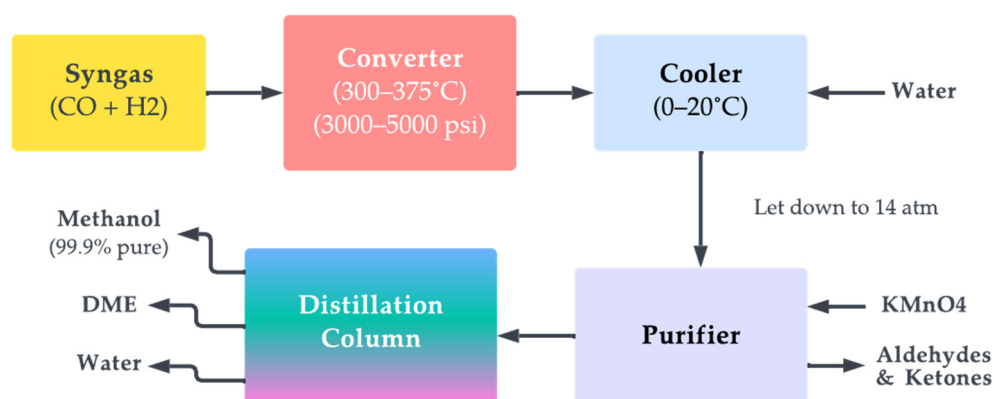 Syngas
(CO + H2)
Converter
(300–375˚C)
(3000–5000 psi)
Cooler
(0–20˚C)
Water
Let down to 14 atm
Methanol
(99.9% pure)
DME
Water
Distillation
Column
Purifier
KMnO4
Aldehydes
& Ketones